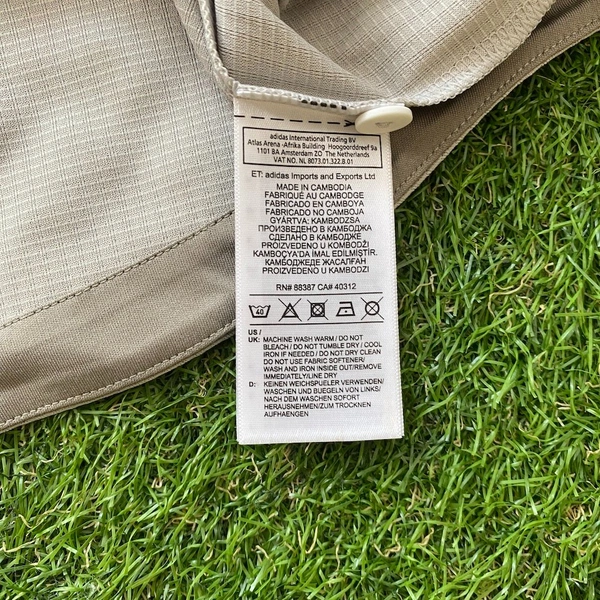 adidas International Trading BV
Atlas Arena -Afrika Building Hoogoorddreef 9a
1101 BA Amsterdam ZO The Netherlands
VAT NO. NL 8073.01.322.B.01
ET: adidas Imports and Exports Ltd
MADE IN CAMBODIA
FABRIQUÉ AU CAMBODGE
FABRICADO EN CAMBOYA
FABRICADO NO CAMBOJA
GYÁRTVA: KAMBODZSA
ПРОИЗВЕДЕНО В КАМБОДЖА
СДЕЛАНО В КАМБОДЖЕ
PROIZVEDENO U KOMBODŽI
KAMBOÇYA'DA İMAL EDİLMİŞTİR.
КАМБОДЖЕДЕ ЖАСАЛҒАН
PROIZVEDENO U KAMBODZI
RN# 88387 CA# 40312
40
US /
UK: MACHINE WASH WARM / DO NOT
BLEACH / DO NOT TUMBLE DRY / COOL
IRON IF NEEDED / DO NOT DRY CLEAN
DO NOT USE FABRIC SOFTENER/
WASH AND IRON INSIDE OUT/REMOVE
IMMEDIATELY/LINE DRY
D: KEINEN WEICHSPUELER VERWENDEN/
WASCHEN UND BUEGELN VON LINKS/
NACH DEM WASCHEN SOFORT
HERAUSNEHMEN/ZUM TROCKNEN
AUFHAENGEN